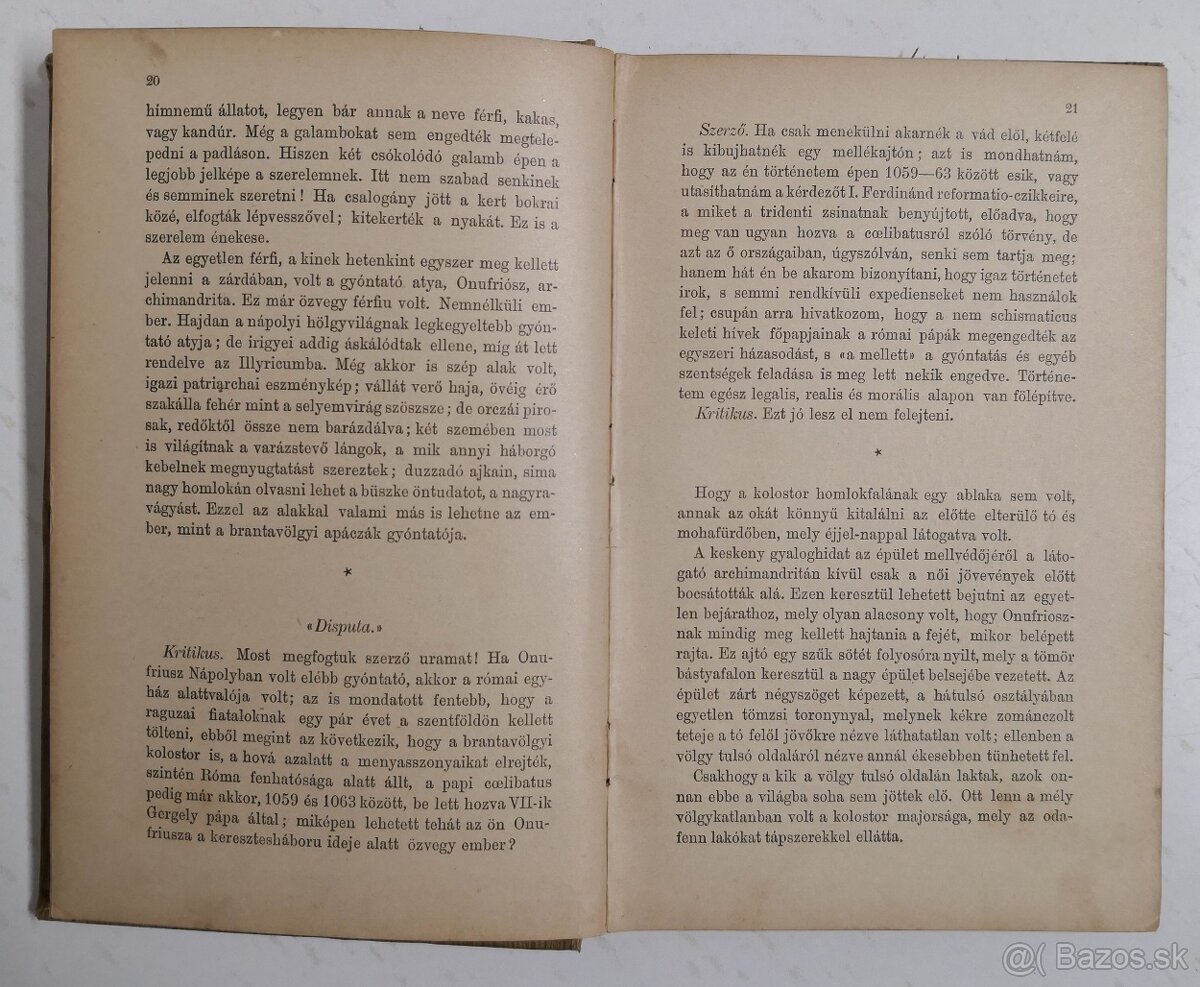 20
hímnemű állatot, legyen bár annak a neve férfi, kakas,
vagy kandúr. Még a galambokat sem engedték megtele-
pedni a padláson. Hiszen két csókolódó galamb épen a
legjobb jelképe a szerelemnek. Itt nem szabad senkinek
és semminek szeretni! Ha csalogány jött a kert bokrai
közé, elfogták lépvesszővel; kitekerték a nyakát. Ez is a
szerelem énekese.
Az egyetlen férfi, a kinek hetenkint egyszer meg kellett
jelenni a zárdában, volt a gyóntató atya, Onufriósz, ar-
chimandrita. Ez már özvegy férfiu volt. Nemnélküli em-
ber. Hajdan a nápolyi hölgyvilágnak legkegyeltebb gyón-
tató atyja; de irigyei addig áskálódtak ellene, míg át lett
rendelve az Illyricumba. Még akkor is szép alak volt,
igazi patriarchai eszménykép; vállát verő haja, övéig érő
szakálla fehér mint a selyemvirág szöszsze; de orczái piro-
sak, redőktől össze nem barázdálva; két szemében most
is világítnak a varázstevő lángok, a mik annyi háborgó
kebelnek megnyugtatást szereztek; duzzadó ajkain, sima
nagy homlokán olvasni lehet a büszke öntudatot, a nagyra-
vágyást. Ezzel az alakkal valami más is lehetne az em-
ber, mint a brantavölgyi apáczák gyóntatója.
*
«Disputa.»
Kritikus. Most megfogtuk szerző uramat! Ha Onu-
friusz Nápolyban volt elébb gyóntató, akkor a római egy-
ház alattvalója volt; az is mondatott fentebb, hogy a
raguzai fiataloknak egy pár évet a szentföldön kellett
tölteni, ebből megint az következik, hogy a brantavölgyi
kolostor is, a hová azalatt a menyasszonyaikat elrejték,
szintén Róma fenhatósága alatt állt, a papi cœlibatus
pedig már akkor, 1059 és 1063 között, be lett hozva VII-ik
Gergely pápa által; miképen lehetett tehát az ön Onu-
friusza a keresztesháboru ideje alatt özvegy ember?
21
Szerző. Ha csak menekülni akarnék a vád elől, kétfelé
is kibujhatnék egy mellékajtón; azt is mondhatnám,
hogy az én történetem épen 1059—63 között esik, vagy
utasíthatnám a kérdezőt I. Ferdinánd reformatio-czikkeire,
a miket a tridenti zsinatnak benyújtott, előadva, hogy
meg van ugyan hozva a cœlibatusról szóló törvény, de
azt az ő országaiban, úgyszólván, senki sem tartja meg;
hanem hát én be akarom bizonyítani, hogy igaz történetet
irok, s semmi rendkívüli expedienseket nem használok
fel; csupán arra hivatkozom, hogy a nem schismaticus
keleti hívek főpapjainak a római pápák megengedték az
egyszeri házasodást, s «a mellett» a gyóntatás és egyéb
szentségek feladása is meg lett nekik engedve. Történe-
tem egész legalis, realis és morális alapon van fölépítve.
Kritikus. Ezt jó lesz el nem felejteni.
*
Hogy a kolostor homlokfalának egy ablaka sem volt,
annak az okát könnyű kitalálni az előtte elterülő tó és
mohafürdőben, mely éjjel-nappal látogatva volt.
A keskeny gyaloghidat az épület mellvédőjéről a láto-
gató archimandritán kívül csak a női jövevények előtt
bocsátották alá. Ezen keresztül lehetett bejutni az egyet-
len bejárathoz, mely olyan alacsony volt, hogy Onufriosz-
nak mindig meg kellett hajtania a fejét, mikor belépett
rajta. Ez ajtó egy szük sötét folyosóra nyilt, mely a tömör
bástyafalon keresztül a nagy épület belsejébe vezetett. Az
épület zárt négyszöget képezett, a hátulsó osztályában
egyetlen tömzsi toronynyal, melynek kékre zománczolt
teteje a tó felől jövőkre nézve láthatatlan volt; ellenben a
völgy tulsó oldaláról nézve annál ékesebben tünhetett fel.
Csakhogy a kik a völgy tulsó oldalán laktak, azok on-
nan ebbe a világba soha sem jöttek elő. Ott lenn a mély
völgykatlanban volt a kolostor majorsága, mely az oda-
fenn lakókat tápszerekkel ellátta.
@( Bazos.sk